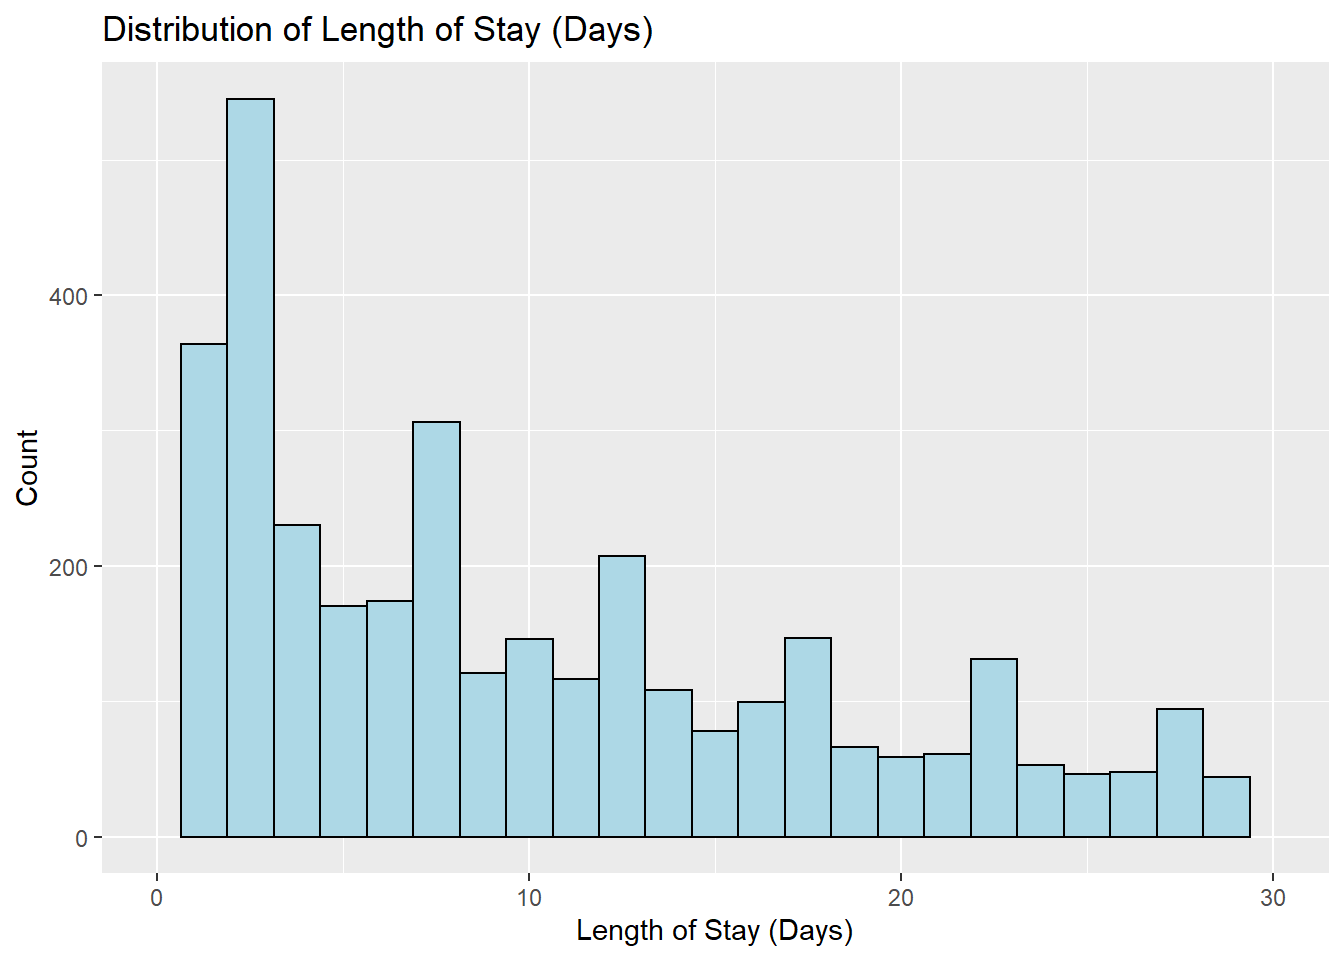 Distribution of Length of Stay (Days)
Count
400
200
0
0 10 20 30
Length of Stay (Days)